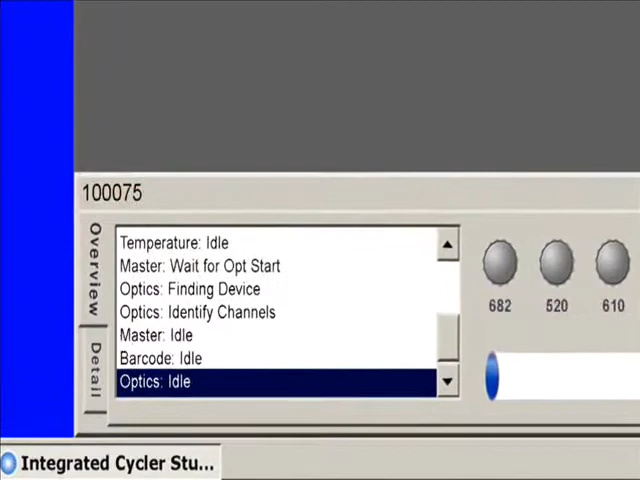 100075
Overview
Detail
Temperature: Idle
Master: Wait for Opt Start
Optics: Finding Device
Optics: Identify Channels
Master: Idle
Barcode: Idle
Optics: Idle
682 520 610
Integrated Cycler Stu...